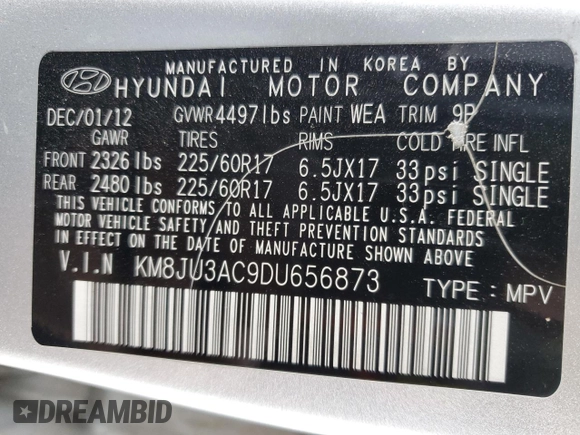 MANUFACTURED IN KOREA BY
HYUNDAI MOTOR COMPANY
DEC/01/12 GVWR 4497lbs PAINT WEA TRIM 9P
GAWR TIRES RIMS COLD TIRE INFL
FRONT 2326 lbs 225/60R17 6.5JX17 33psi SINGLE
REAR 2480 lbs 225/60R17 6.5JX17 33psi SINGLE
THIS VEHICLE CONFORMS TO ALL APPLICABLE U.S.A. FEDERAL
MOTOR VEHICLE SAFETY AND THEFT PREVENTION STANDARDS
IN EFFECT ON THE DATE OF MANUFACTURE SHOWN ABOVE.
V.I.N KM8JU3AC9DU656873 TYPE : MPV
DREAMBID